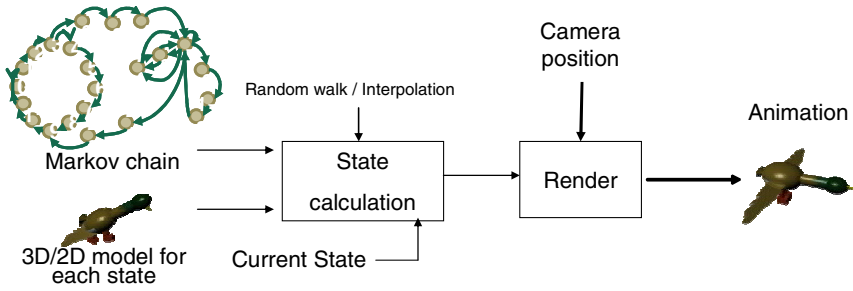 Camera
position
Random walk / Interpolation
Animation
Markov chain
State
calculation
Render
3D/2D model for
each state
Current State